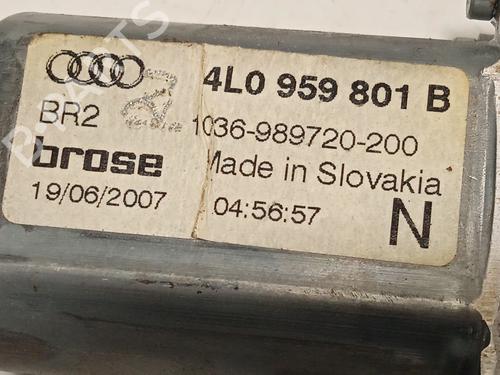 4L0 959 801 B
BR2
1036-989720-200
brose
Made in Slovakia
19/06/2007
04:56:57
N